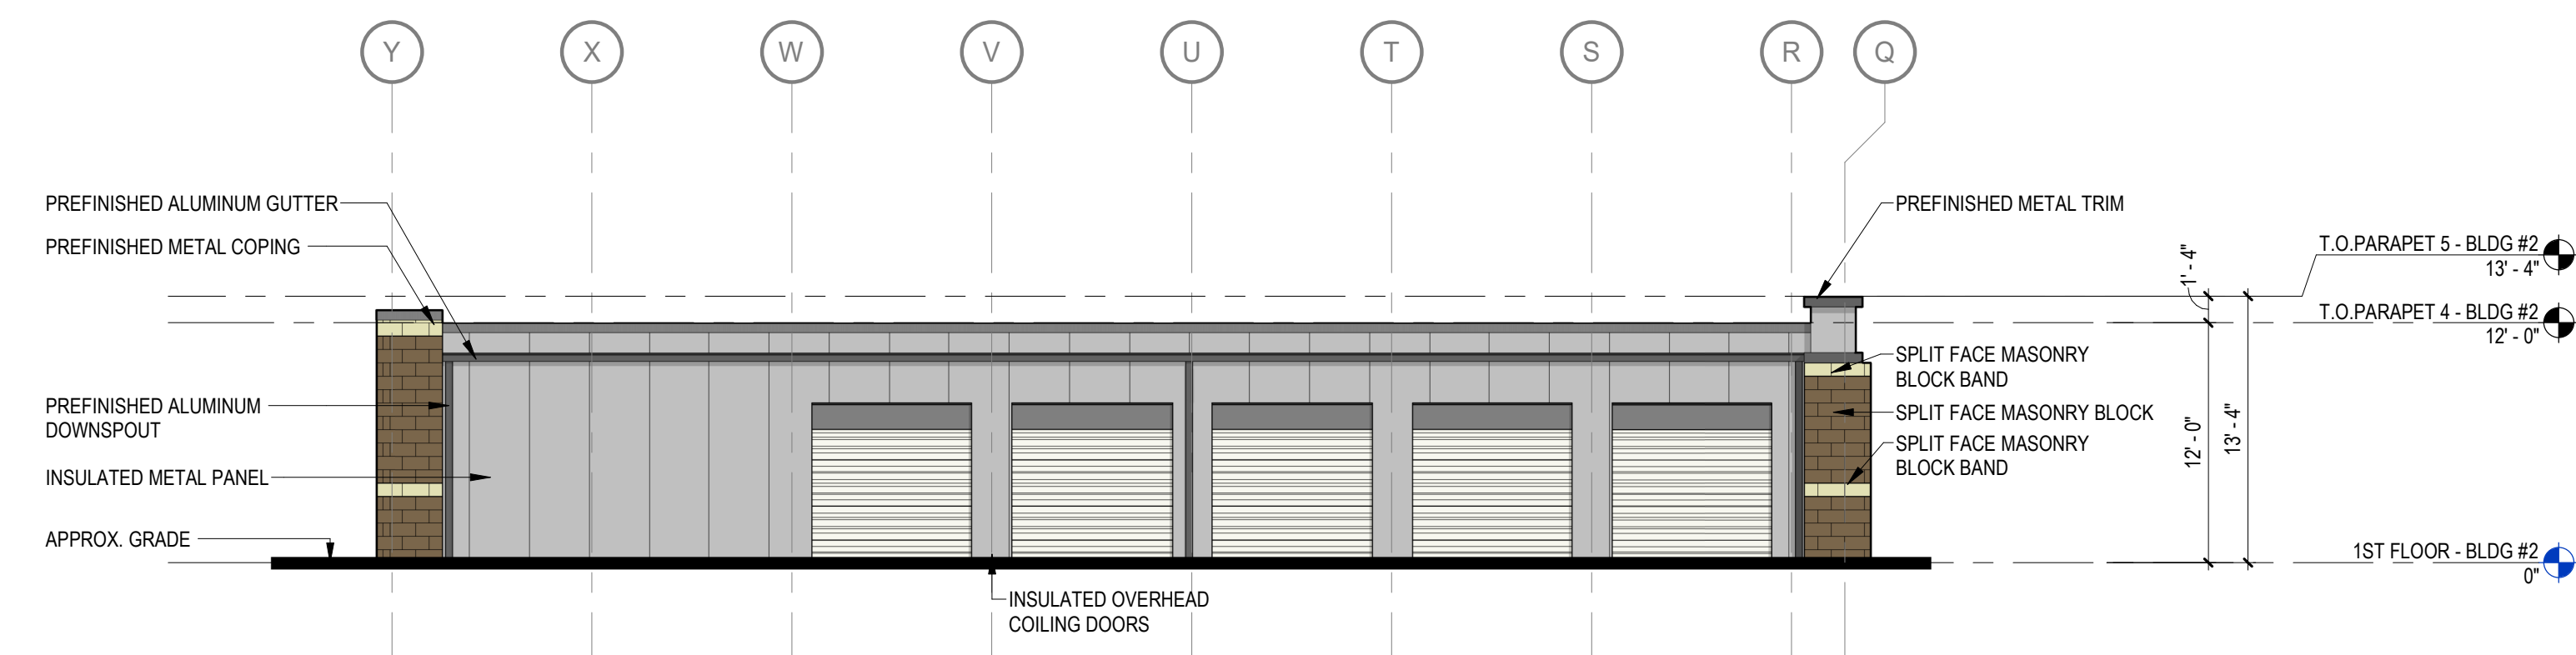 Y X W V U T S R Q
PREFINISHED ALUMINUM GUTTER
PREFINISHED METAL COPING
PREFINISHED ALUMINUM
DOWNSPOUT
INSULATED METAL PANEL
APPROX. GRADE
INSULATED OVERHEAD
COILING DOORS
PREFINISHED METAL TRIM
SPLIT FACE MASONRY
BLOCK BAND
SPLIT FACE MASONRY BLOCK
SPLIT FACE MASONRY
BLOCK BAND
1' - 4"
12' - 0"
13' - 4"
T.O.PARAPET 5 - BLDG #2
13' - 4"
T.O.PARAPET 4 - BLDG #2
12' - 0"
1ST FLOOR - BLDG #2
0"